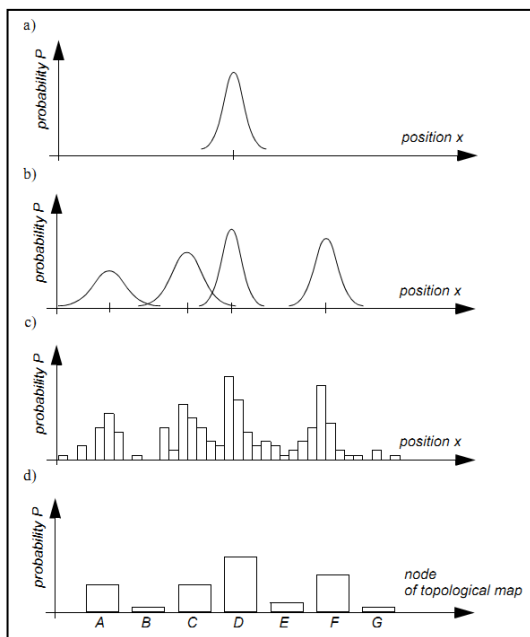 a)
probability P
position x
b)
probability P
position x
c)
probability P
position x
d)
probability P
node
of topological map
A B C D E F G